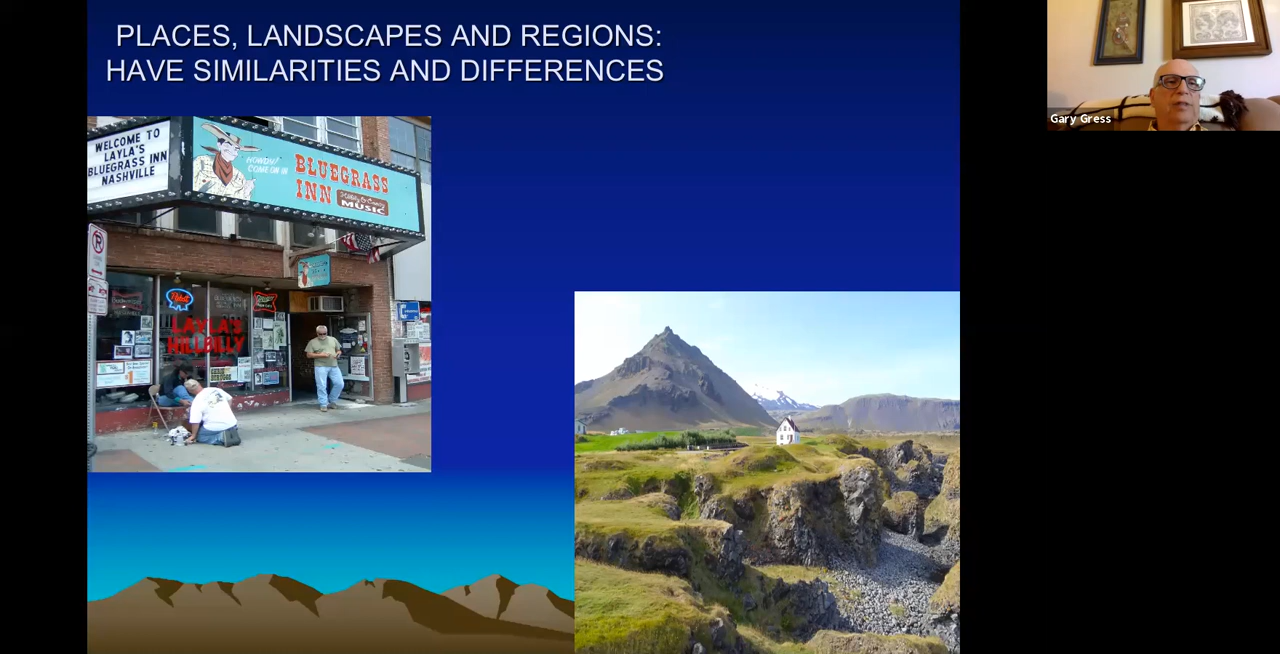 PLACES, LANDSCAPES AND REGIONS:
HAVE SIMILARITIES AND DIFFERENCES
WELCOME TO
LAYLA'S
BLUEGRASS INN
NASHVILLE
HOWDY!
COME ON IN
BLUEGRASS
INN
MUSIC
Pabst
LAYLA'S
HILLBILLY
Gary Gress